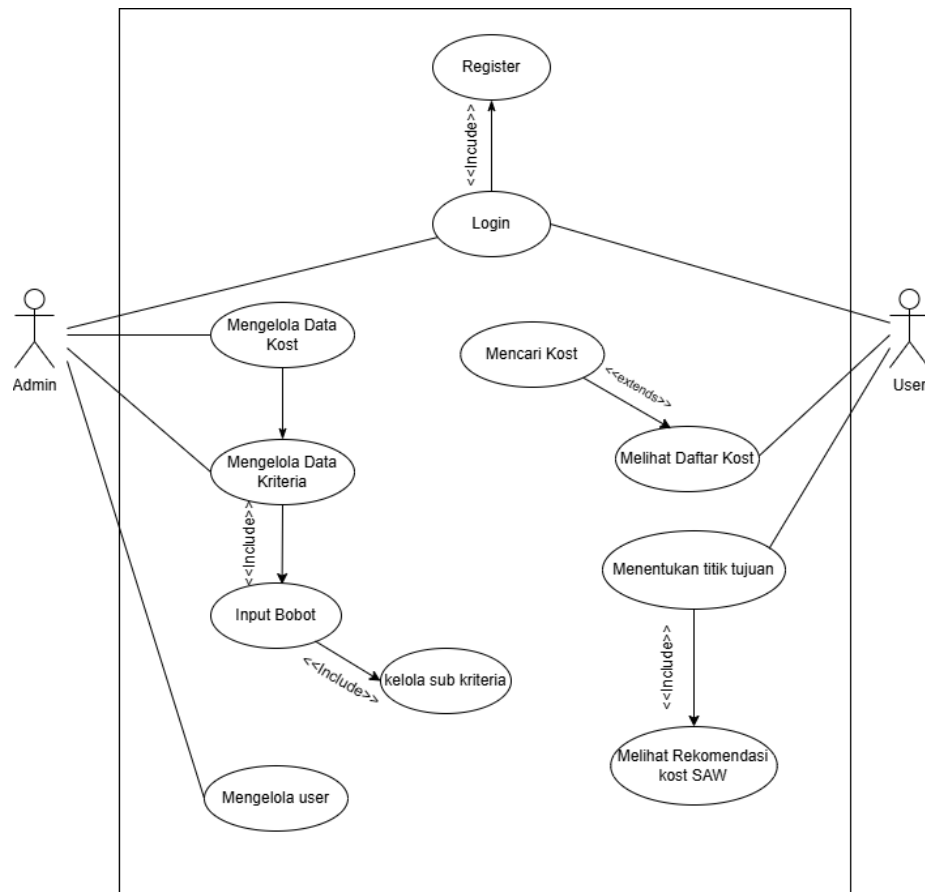 Register
<<Incude>>
Login
Admin
User
Mengelola Data
Kost
Mencari Kost
<<extends>>
Melihat Daftar Kost
Mengelola Data
Kriteria
<<Include>>
Menentukan titik tujuan
Input Bobot
<<Include>>
kelola sub kriteria
<<Include>>
Melihat Rekomendasi
kost SAW
Mengelola user